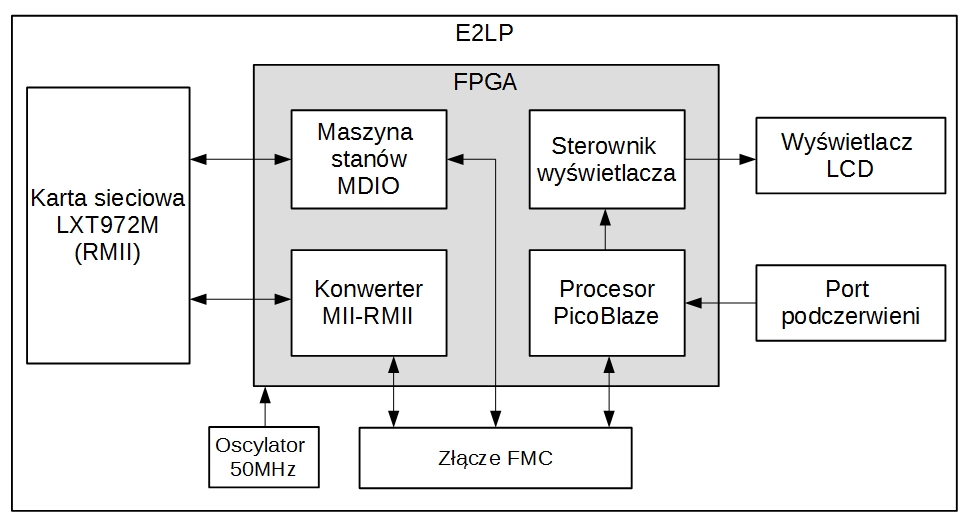 E2LP
FPGA
Karta sieciowa
LXT972M
(RMII)
Maszyna
stanów
MDIO
Sterownik
wyświetlacza
Wyświetlacz
LCD
Konwerter
MII-RMII
Procesor
PicoBlaze
Port
podczerwieni
Oscylator
50MHz
Złącze FMC